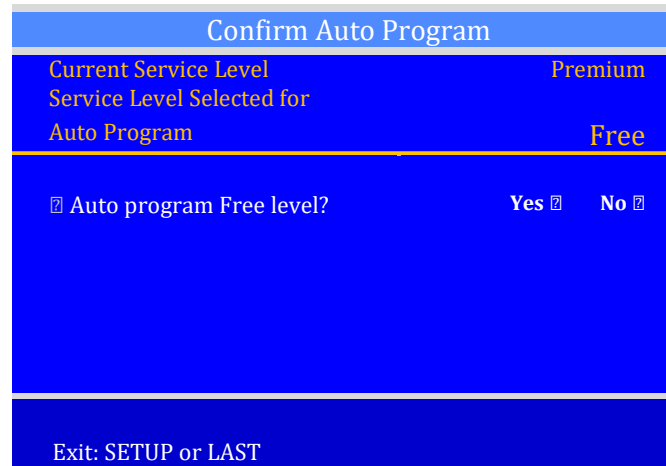 Confirm Auto Program
Current Service Level Premium
Service Level Selected for
Auto Program Free
⍰ Auto program Free level? Yes ⍰ No ⍰
Exit: SETUP or LAST